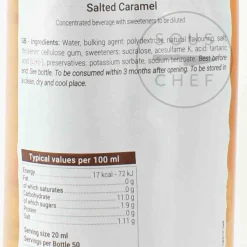 Salted Caramel
Concentrated beverage with sweeteners to be diluted
SOUS
CHEF
GB - Ingredients: Water, bulking agent: polydextrose, natural flavouring, salt,
thickener: cellulose gum, sweeteners: sucralose, acesulfame K, acid: tartaric
acid (L(+)-), preservatives: potassium sorbate, sodium benzoate. Best before
end: See bottle. To be consumed within 3 months after opening. To be stored in
a clean, dry and cool place.
Typical values per 100 ml
Energy 17 kcal - 72 kJ
Fat 0 g
of which saturates 0 g
Carbohydrate 11.0 g
of which sugars 1.9 g
Protein 0 g
Salt 1.11 g
Serving size 20 ml
Servings per Bottle 50